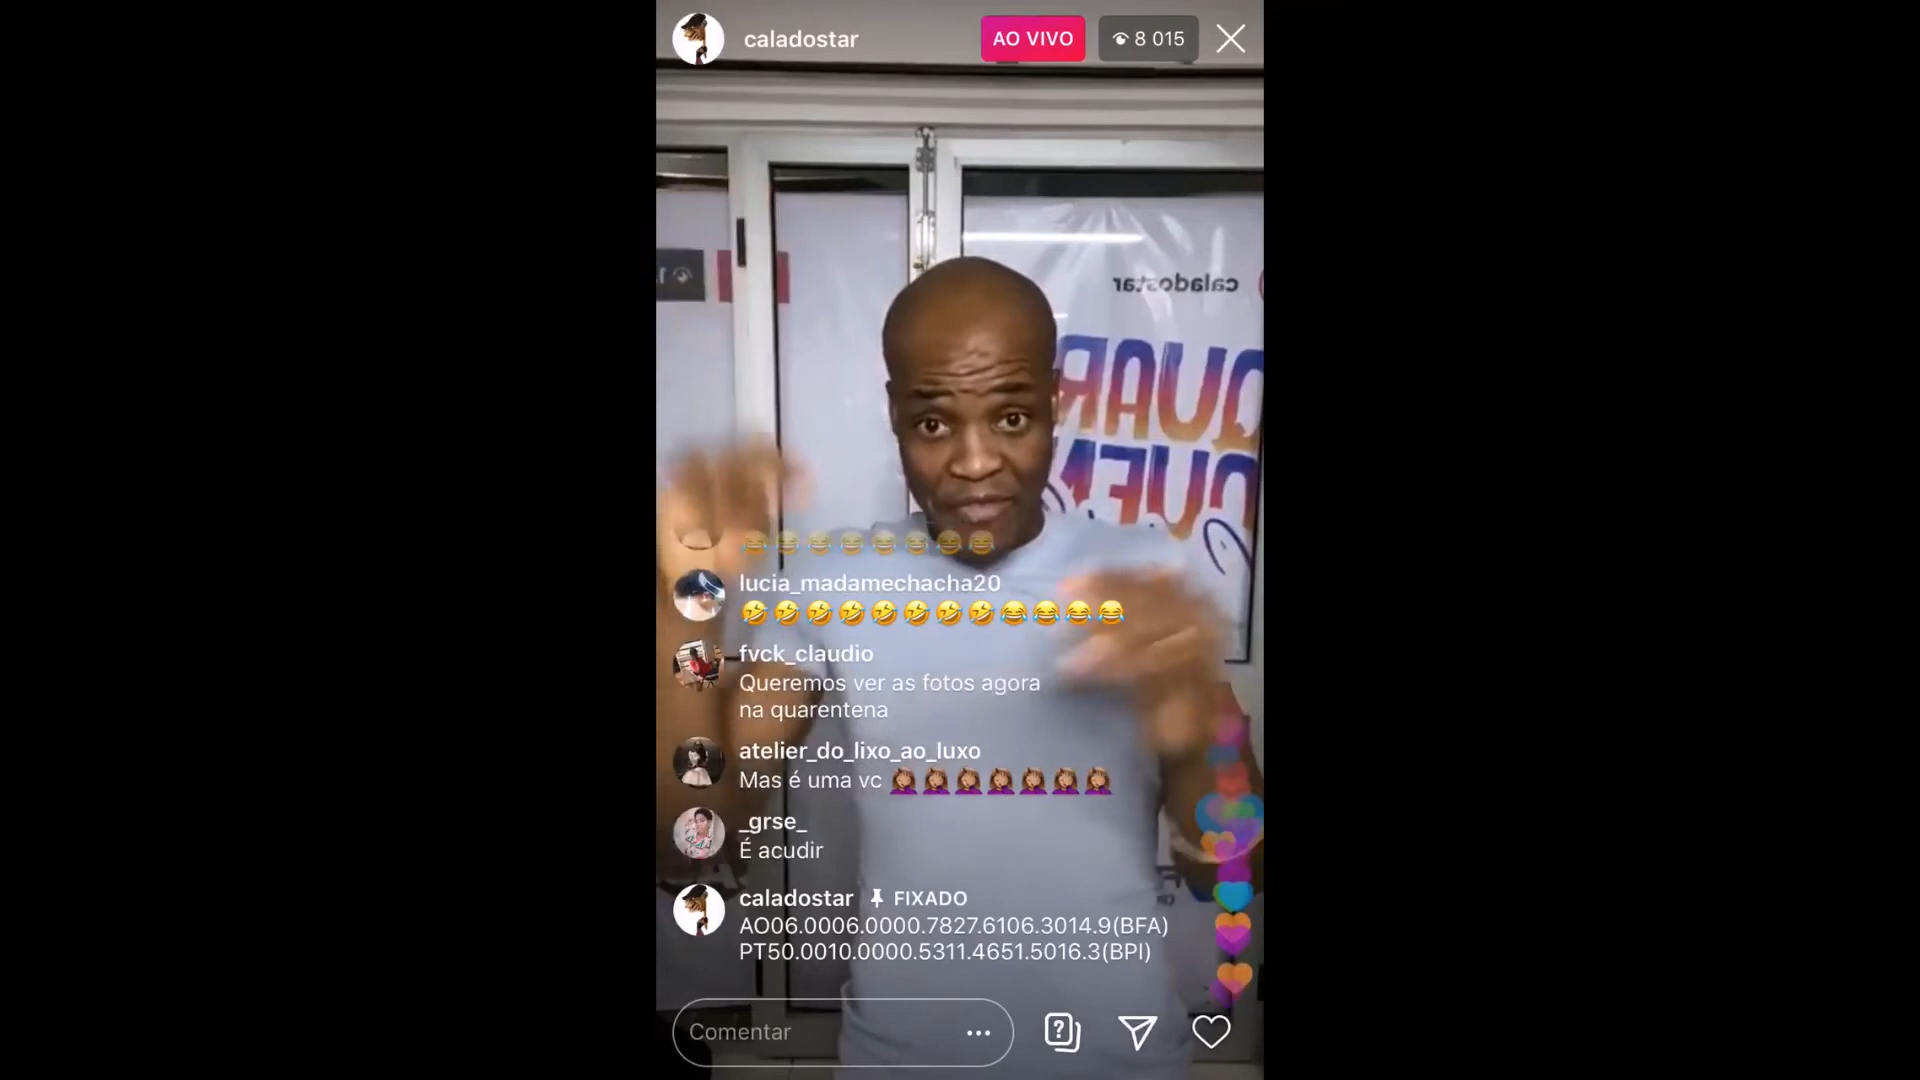 caladostar
AO VIVO
8 015
caladostar
QUAR
QUEN
😂😂😂😂😂😂😂😂
lucia_madamechacha20
🤣🤣🤣🤣🤣🤣🤣🤣😂😂😂😂
fvck_claudio
Queremos ver as fotos agora
na quarentena
atelier_do_lixo_ao_luxo
Mas é uma vc 🤦🏽‍♀️🤦🏽‍♀️🤦🏽‍♀️🤦🏽‍♀️🤦🏽‍♀️🤦🏽‍♀️🤦🏽‍♀️
_grse_
É acudir
caladostar FIXADO
AO06.0006.0000.7827.6106.3014.9(BFA)
PT50.0010.0000.5311.4651.5016.3(BPI)
Comentar